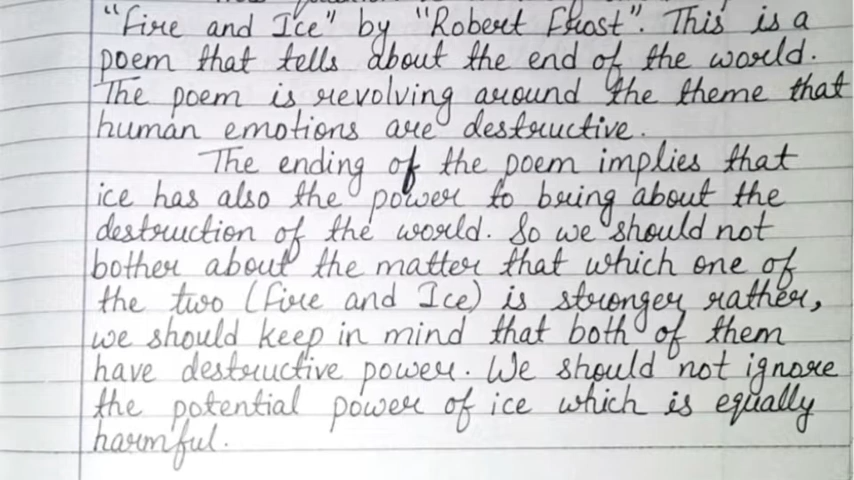 "Fire and Ice" by "Robert Frost". This is a
poem that tells about the end of the world.
The poem is revolving around the theme that
human emotions are destructive.
The ending of the poem implies that
ice has also the power to bring about the
destruction of the world. So we should not
bother about the matter that which one of
the two (fire and Ice) is stronger rather,
we should keep in mind that both of them
have destructive power. We should not ignore
the potential power of ice which is equally
harmful.